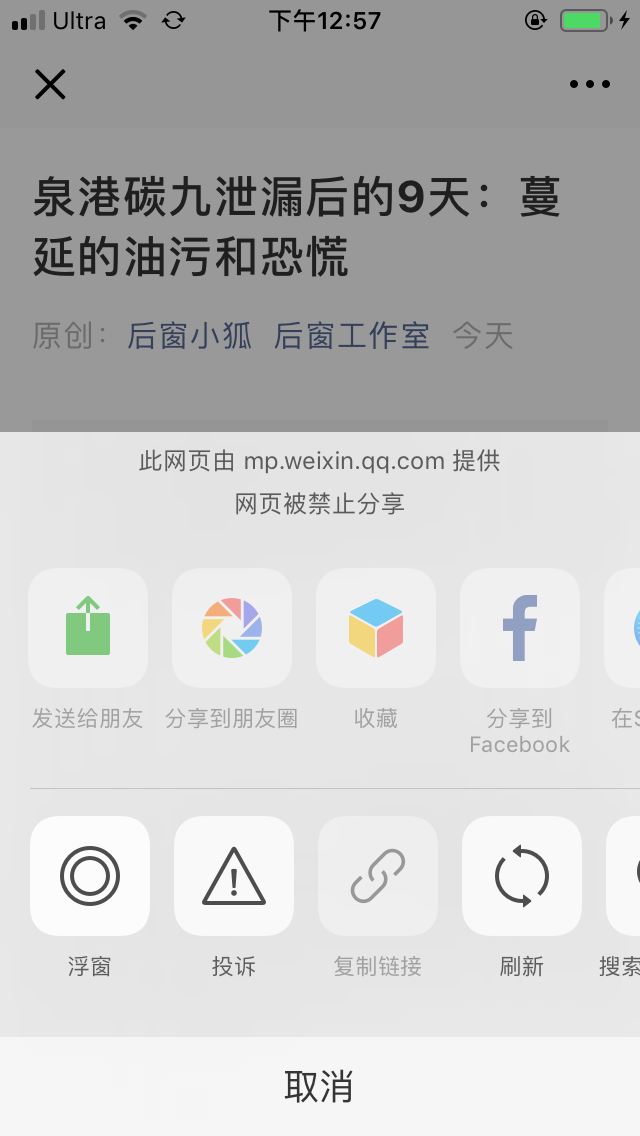 Ultra 下午12:57
泉港碳九泄漏后的9天：蔓
延的油污和恐慌
原创： 后窗小狐 后窗工作室 今天
此网页由 mp.weixin.qq.com 提供
网页被禁止分享
发送给朋友 分享到朋友圈 收藏 分享到 在S
Facebook
浮窗 投诉 复制链接 刷新 搜索
取消